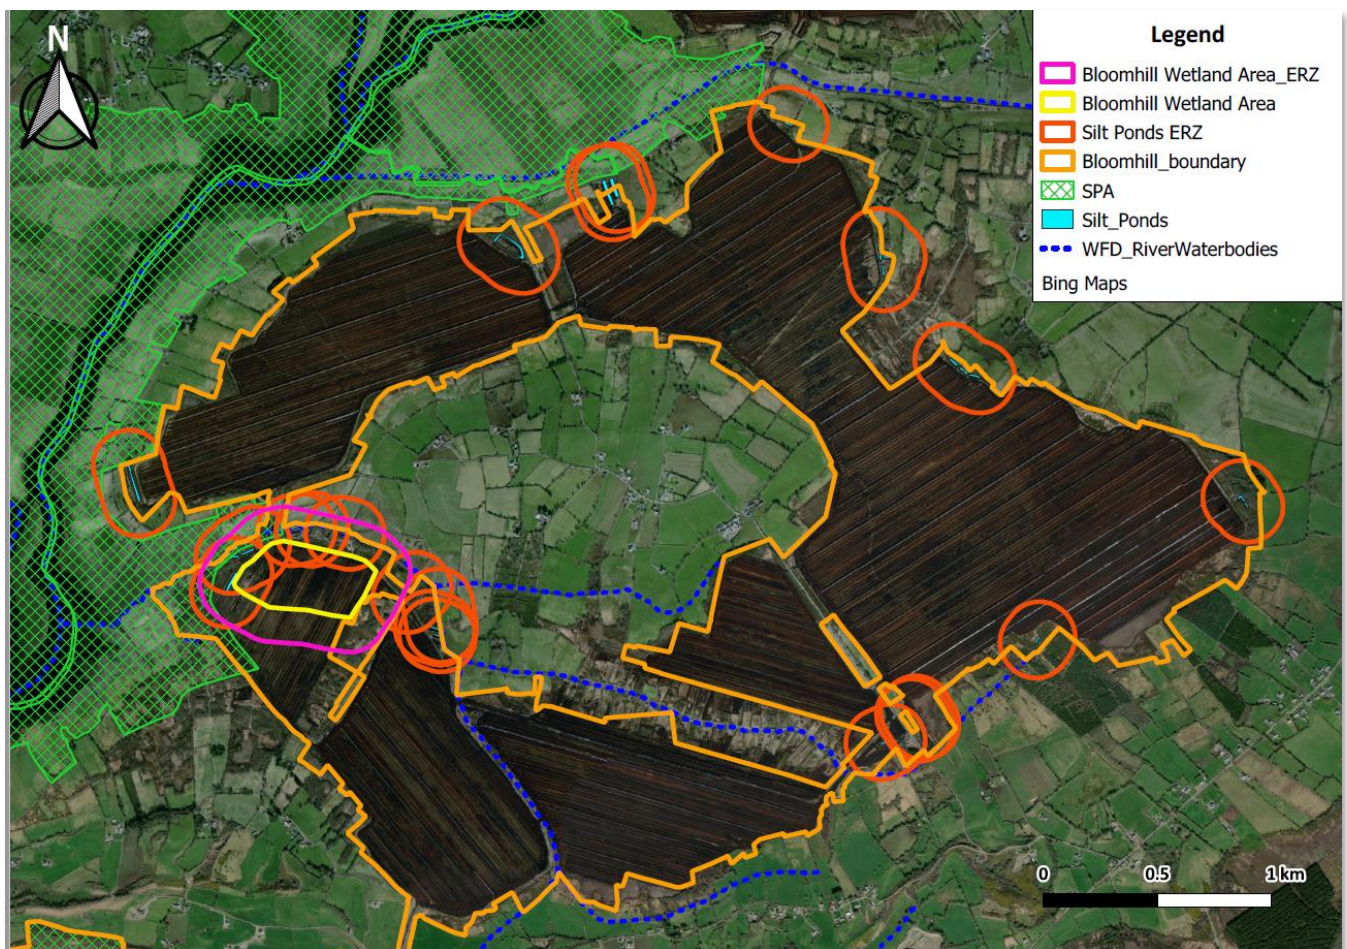 N
Legend
Bloomhill Wetland Area_ERZ
Bloomhill Wetland Area
Silt Ponds ERZ
Bloomhill_boundary
SPA
Silt_Ponds
WFD_RiverWaterbodies
Bing Maps
0 0.5 1 km